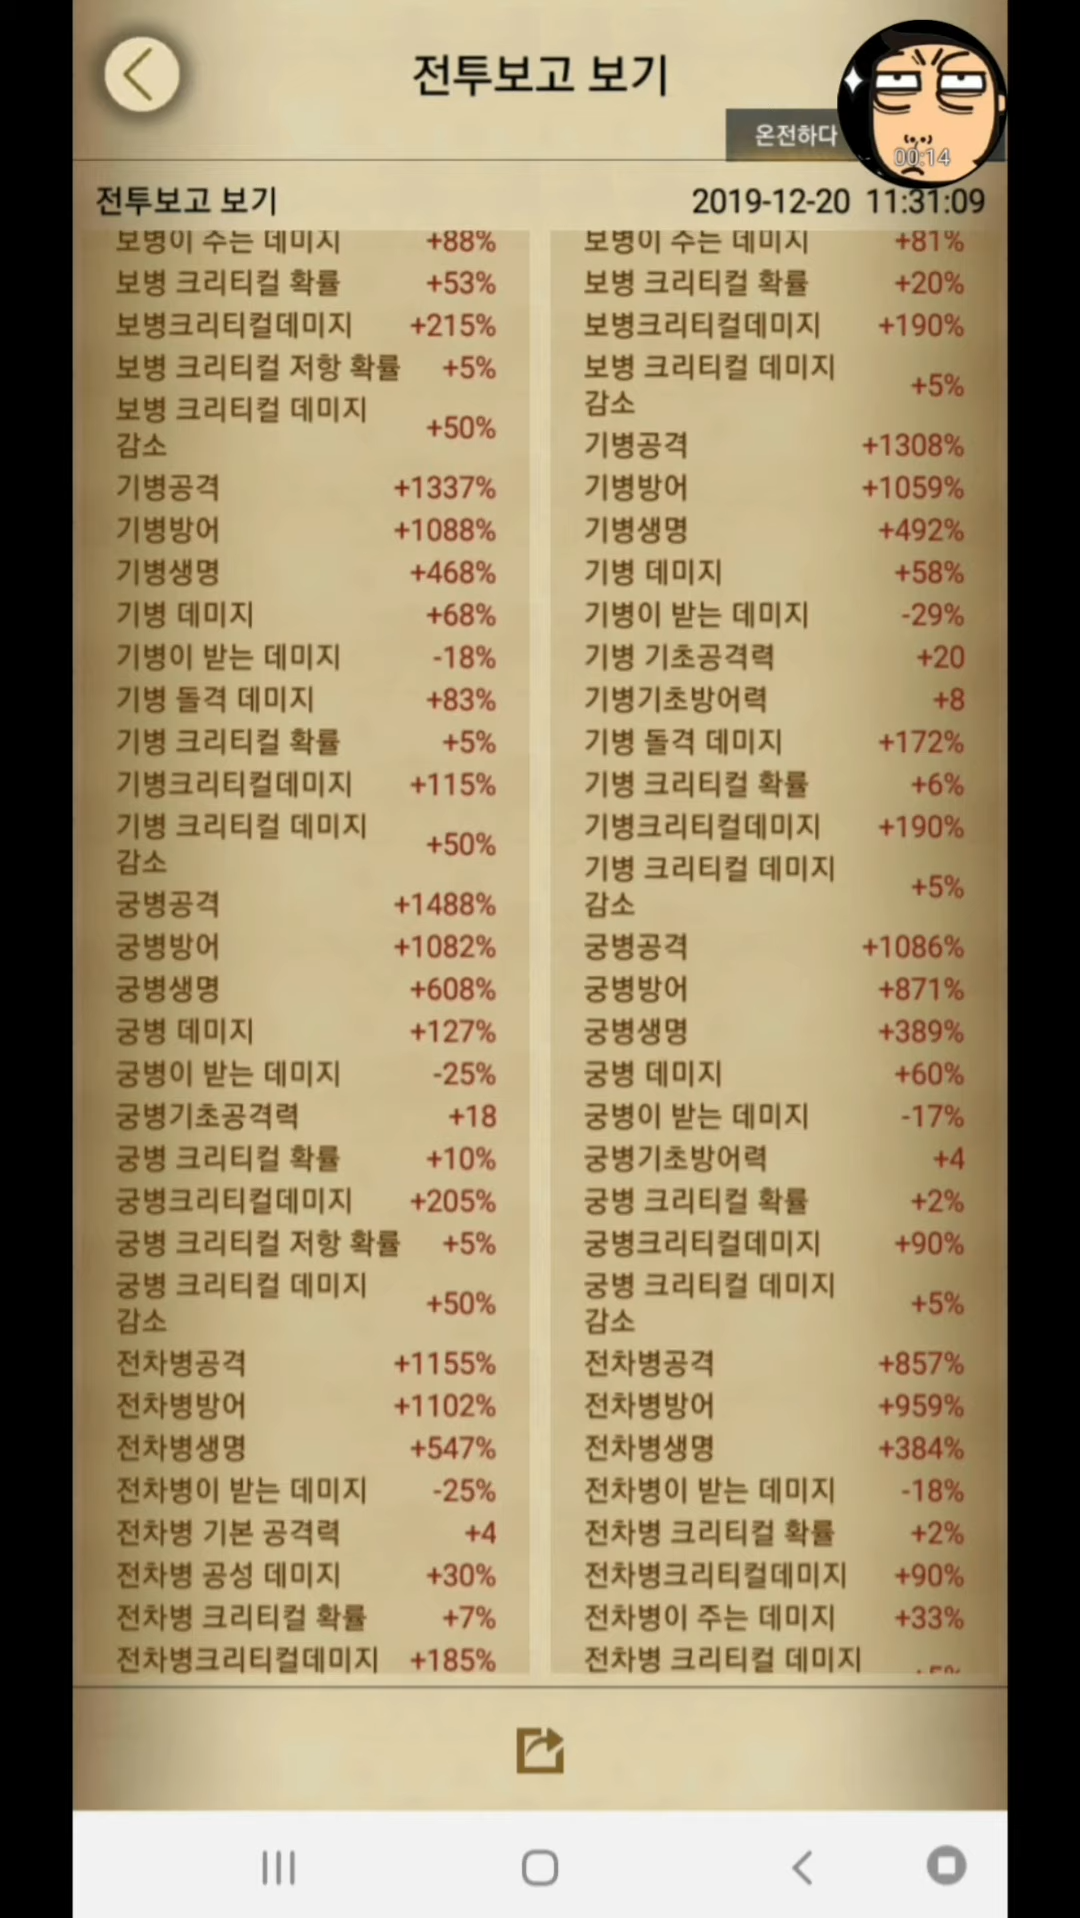 전투보고 보기
온전하다
00:14
전투보고 보기 2019-12-20 11:31:09
보병이 주는 데미지 +88%
보병 크리티컬 확률 +53%
보병크리티컬데미지 +215%
보병 크리티컬 저항 확률 +5%
보병 크리티컬 데미지
감소 +50%
기병공격 +1337%
기병방어 +1088%
기병생명 +468%
기병 데미지 +68%
기병이 받는 데미지 -18%
기병 돌격 데미지 +83%
기병 크리티컬 확률 +5%
기병크리티컬데미지 +115%
기병 크리티컬 데미지
감소 +50%
궁병공격 +1488%
궁병방어 +1082%
궁병생명 +608%
궁병 데미지 +127%
궁병이 받는 데미지 -25%
궁병기초공격력 +18
궁병 크리티컬 확률 +10%
궁병크리티컬데미지 +205%
궁병 크리티컬 저항 확률 +5%
궁병 크리티컬 데미지
감소 +50%
전차병공격 +1155%
전차병방어 +1102%
전차병생명 +547%
전차병이 받는 데미지 -25%
전차병 기본 공격력 +4
전차병 공성 데미지 +30%
전차병 크리티컬 확률 +7%
전차병크리티컬데미지 +185%
보병이 주는 데미지 +81%
보병 크리티컬 확률 +20%
보병크리티컬데미지 +190%
보병 크리티컬 데미지
감소 +5%
기병공격 +1308%
기병방어 +1059%
기병생명 +492%
기병 데미지 +58%
기병이 받는 데미지 -29%
기병 기초공격력 +20
기병기초방어력 +8
기병 돌격 데미지 +172%
기병 크리티컬 확률 +6%
기병크리티컬데미지 +190%
기병 크리티컬 데미지
감소 +5%
궁병공격 +1086%
궁병방어 +871%
궁병생명 +389%
궁병 데미지 +60%
궁병이 받는 데미지 -17%
궁병기초방어력 +4
궁병 크리티컬 확률 +2%
궁병크리티컬데미지 +90%
궁병 크리티컬 데미지
감소 +5%
전차병공격 +857%
전차병방어 +959%
전차병생명 +384%
전차병이 받는 데미지 -18%
전차병 크리티컬 확률 +2%
전차병크리티컬데미지 +90%
전차병이 주는 데미지 +33%
전차병 크리티컬 데미지